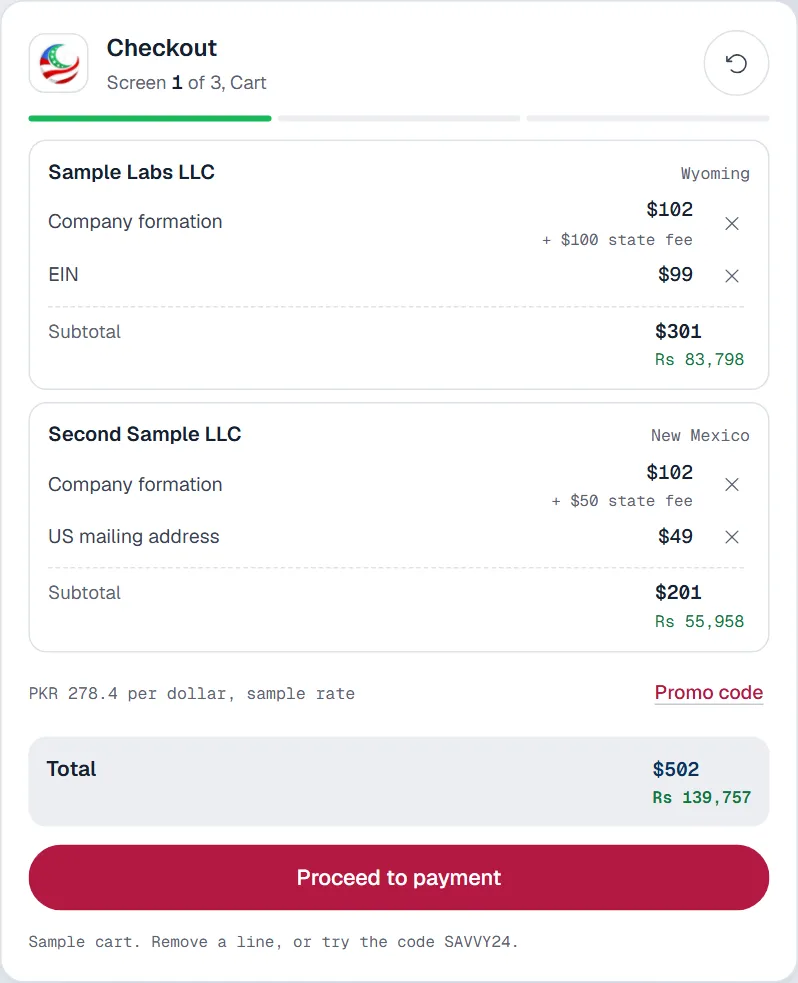 Checkout
Screen 1 of 3, Cart
Sample Labs LLC Wyoming
Company formation $102
+ $100 state fee
EIN $99
Subtotal $301
Rs 83,798
Second Sample LLC New Mexico
Company formation $102
+ $50 state fee
US mailing address $49
Subtotal $201
Rs 55,958
PKR 278.4 per dollar, sample rate Promo code
Total $502
Rs 139,757
Proceed to payment
Sample cart. Remove a line, or try the code SAVVY24.